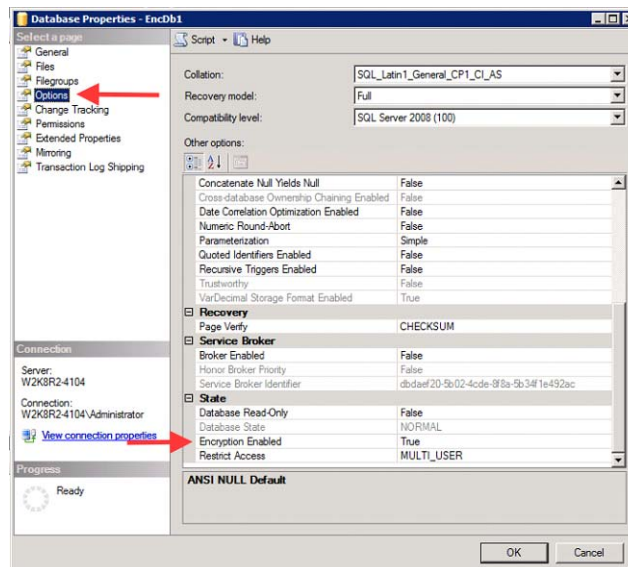 Database Properties - EncDb1
Select a page
General
Files
Filegroups
Options
Change Tracking
Permissions
Extended Properties
Mirroring
Transaction Log Shipping
Connection
Server:
W2K8R2-4104
Connection:
W2K8R2-4104\Administrator
View connection properties
Progress
Ready
Script Help
Collation: SQL_Latin1_General_CP1_CI_AS
Recovery model: Full
Compatibility level: SQL Server 2008 (100)
Other options:
Concatenate Null Yields Null False
Cross-database Ownership Chaining Enabled False
Date Correlation Optimization Enabled False
Numeric Round-Abort False
Parameterization Simple
Quoted Identifiers Enabled False
Recursive Triggers Enabled False
Trustworthy False
VarDecimal Storage Format Enabled True
Recovery
Page Verify CHECKSUM
Service Broker
Broker Enabled False
Honor Broker Priority False
Service Broker Identifier dbdaef20-5b02-4cde-8f8a-5b34f1e492ac
State
Database Read-Only False
Database State NORMAL
Encryption Enabled True
Restrict Access MULTI_USER
ANSI NULL Default
OK Cancel